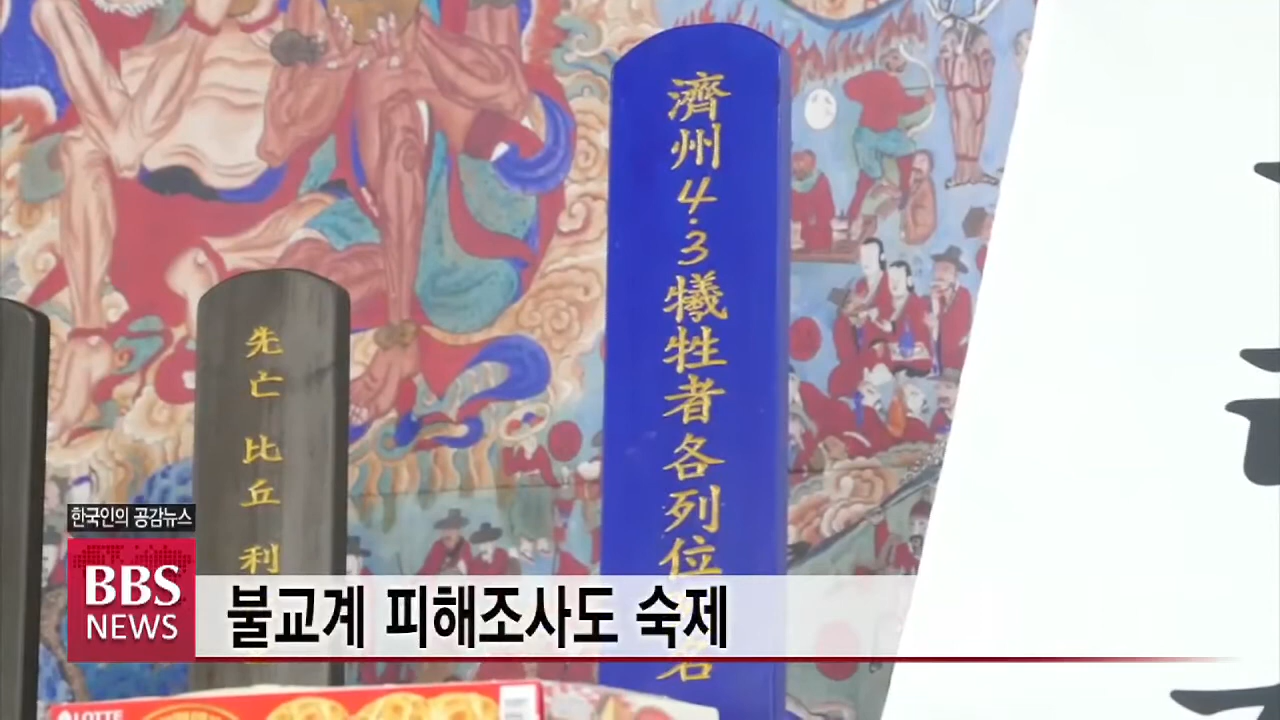 濟州4·3犧牲者各列位
先亡 比丘 利
한국인의 공감뉴스
BBS
NEWS
불교계 피해조사도 숙제
LOTTE